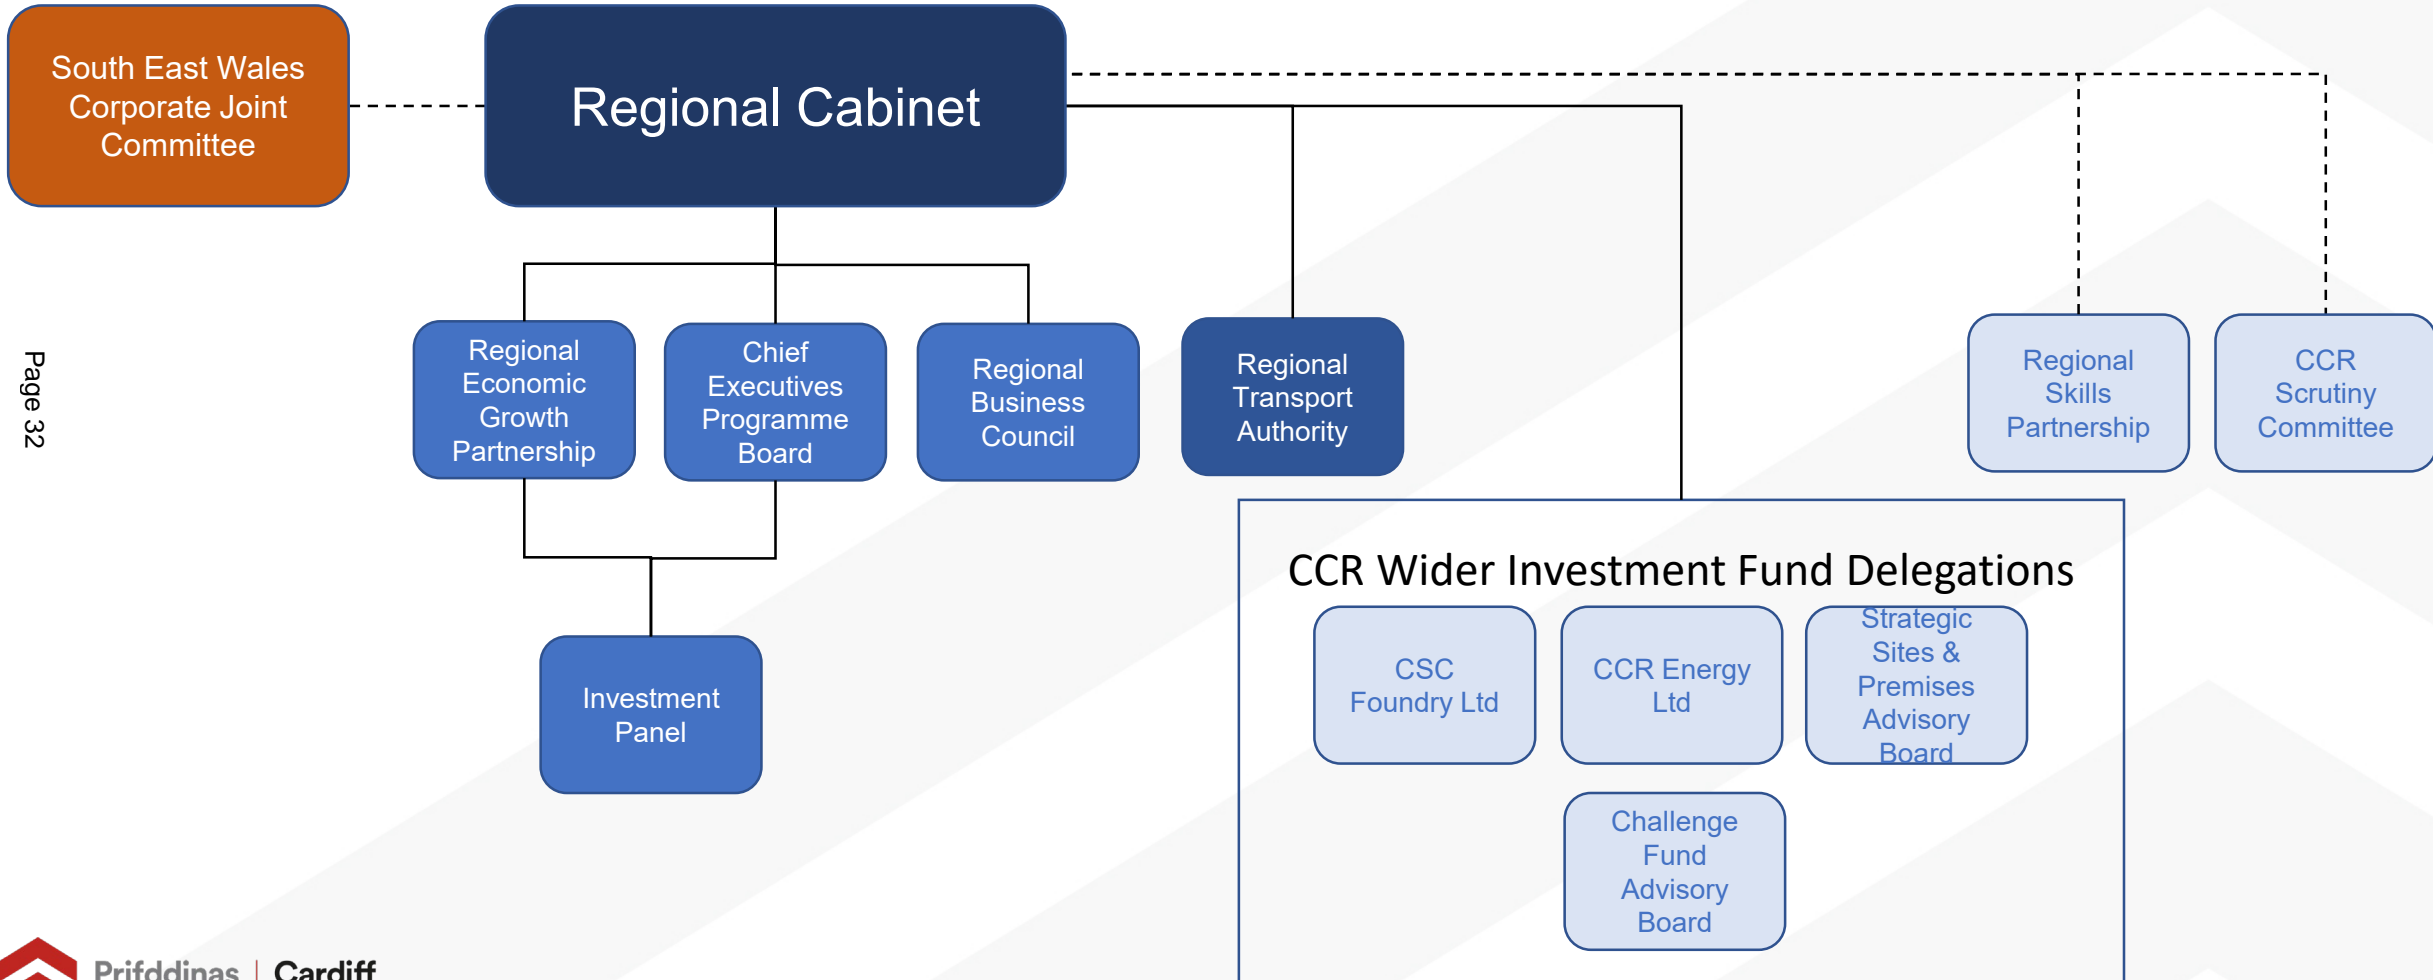 South East Wales
Corporate Joint
Committee
Regional Cabinet
Regional
Economic
Growth
Partnership
Chief
Executives
Programme
Board
Regional
Business
Council
Regional
Transport
Authority
Regional
Skills
Partnership
CCR
Scrutiny
Committee
Page 32
Investment
Panel
CCR Wider Investment Fund Delegations
CSC
Foundry Ltd
CCR Energy
Ltd
Strategic
Sites &
Premises
Advisory
Board
Challenge
Fund
Advisory
Board
Prifddinas | Cardiff